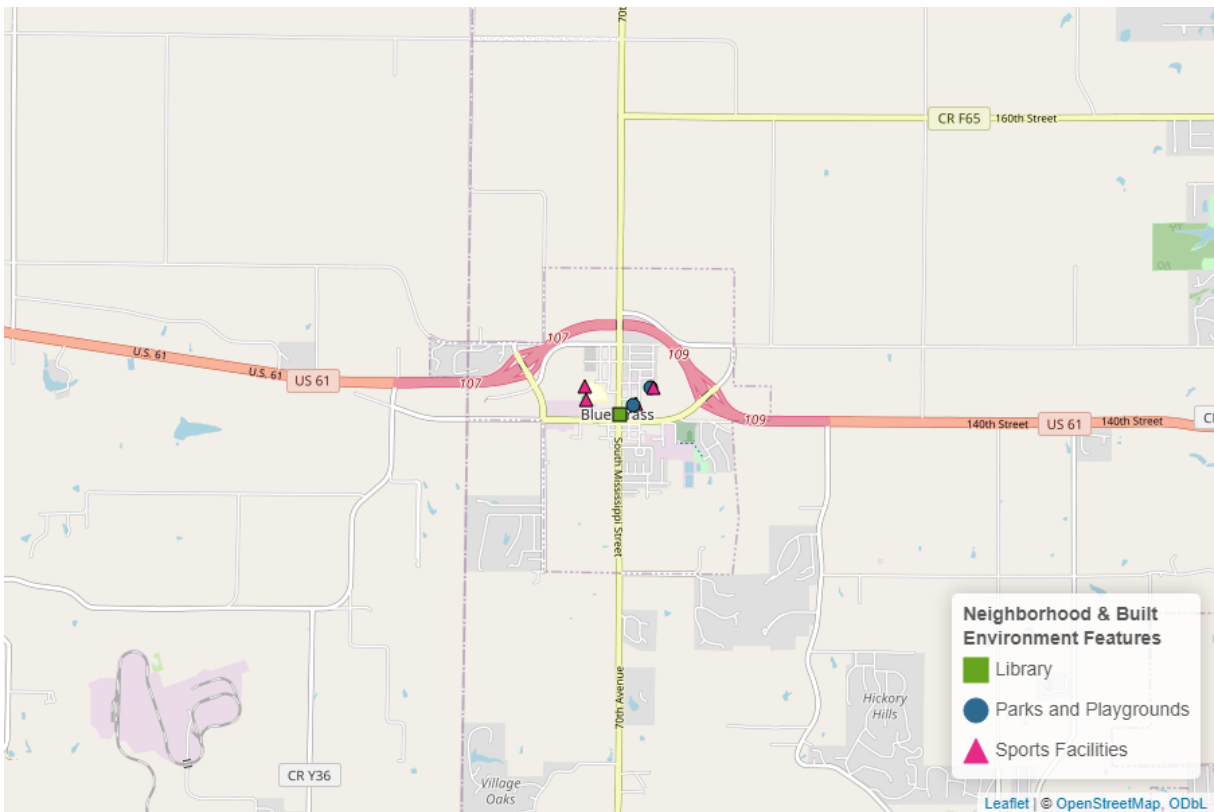 70th
CR F65
160th Street
107
109
U.S. 61
U.S. 61
US 61
107
109
140th Street
US 61
140th Street
Blue
ass
South Mississippi Street
70th Avenue
Hickory
Hills
CR Y36
Village
Oaks
Neighborhood & Built
Environment Features
Library
Parks and Playgrounds
Sports Facilities
Leaflet | © OpenStreetMap, ODbL